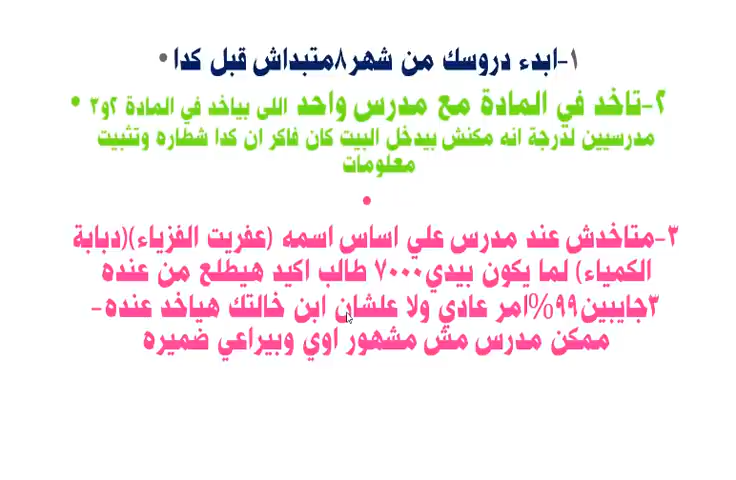 ١-ابدء دروسك من شهر٨متبداش قبل كدا
٢-تاخد في المادة مع مدرس واحد اللى بياخد في المادة ٢و٣
مدرسيين لدرجة انه مكنش بيدخل البيت كان فاكر ان كدا شطاره وتثبيت
معلومات
٣-متاخدش عند مدرس علي اساس اسمه (عفريت الفزياء)(دبابة
الكمياء) لما يكون بيدي٧٠٠٠ طالب اكيد هيطلع من عنده
٣جايبين٩٩%امر عادي ولا علشان ابن خالتك هياخد عنده-
ممكن مدرس مش مشهور اوي وبيراعي ضميره